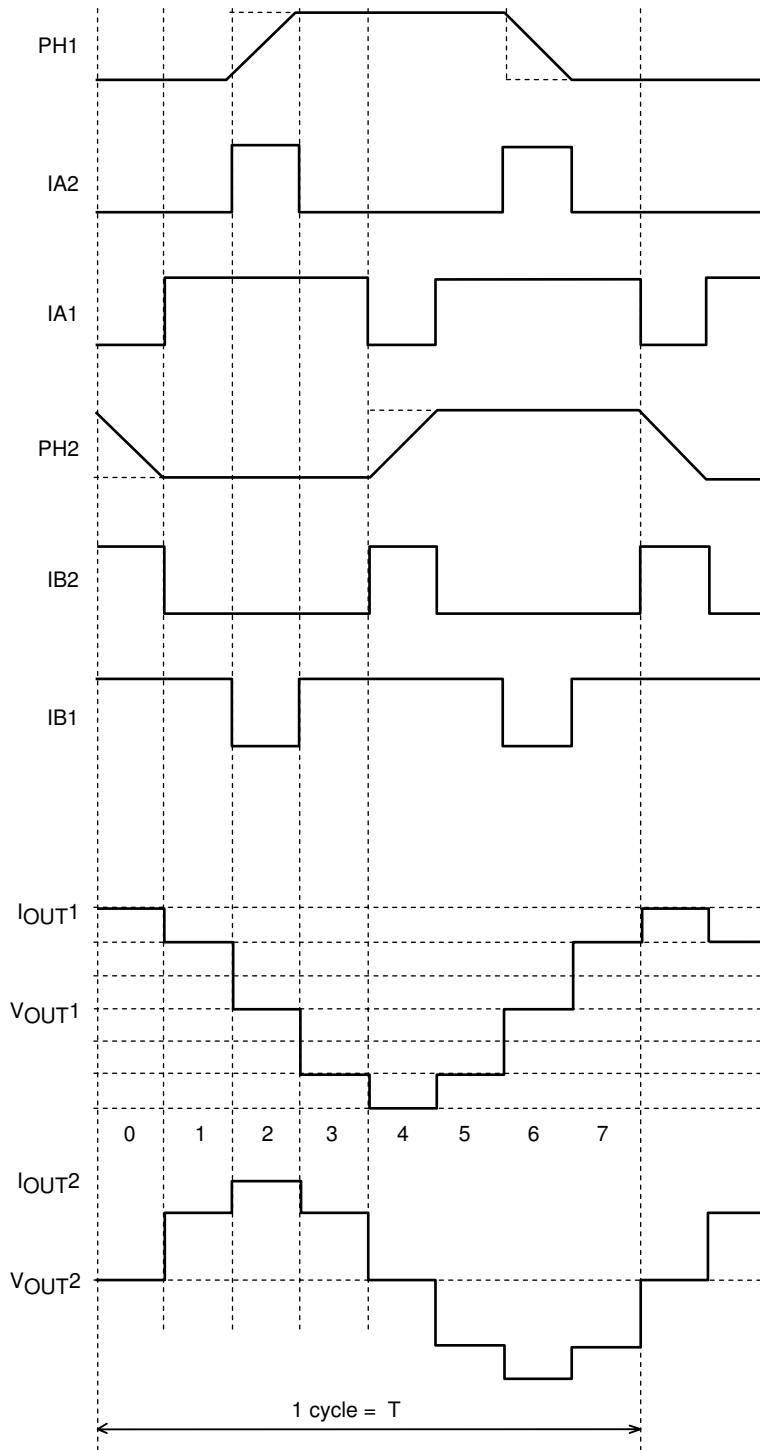 PH1
IA2
IA1
PH2
IB2
IB1
IOUT1
VOUT1
0 1 2 3 4 5 6 7
IOUT2
VOUT2
1 cycle = T